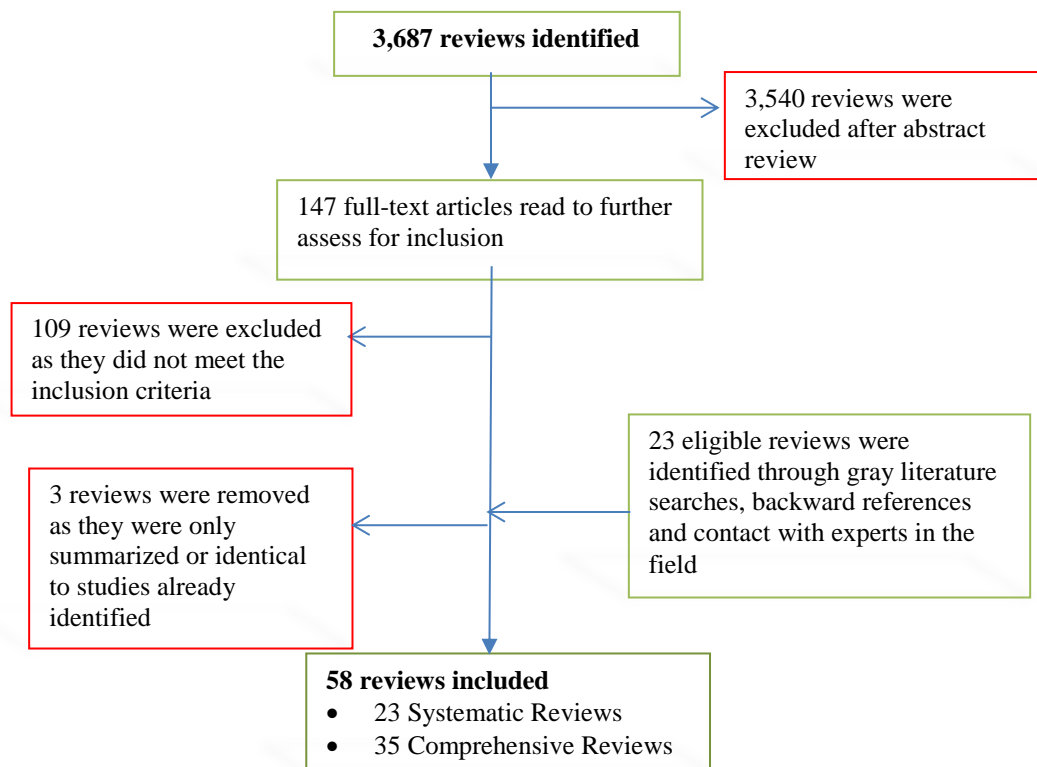 3,687 reviews identified
3,540 reviews were
excluded after abstract
review
147 full-text articles read to further
assess for inclusion
109 reviews were excluded
as they did not meet the
inclusion criteria
23 eligible reviews were
identified through gray literature
searches, backward references
and contact with experts in the
field
3 reviews were removed
as they were only
summarized or identical
to studies already
identified
58 reviews included
• 23 Systematic Reviews
• 35 Comprehensive Reviews